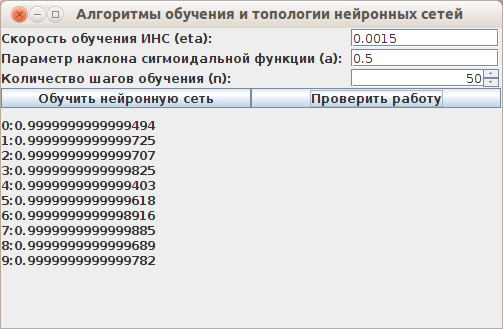 Алгоритмы обучения и топологии нейронных сетей
Скорость обучения ИНС (eta): 0.0015
Параметр наклона сигмоидальной функции (a): 0.5
Количество шагов обучения (n): 50
Обучить нейронную сеть Проверить работу
0:0.9999999999999494
1:0.9999999999999725
2:0.9999999999999707
3:0.9999999999999825
4:0.9999999999999403
5:0.9999999999999618
6:0.9999999999998916
7:0.9999999999999885
8:0.9999999999999689
9:0.9999999999999782